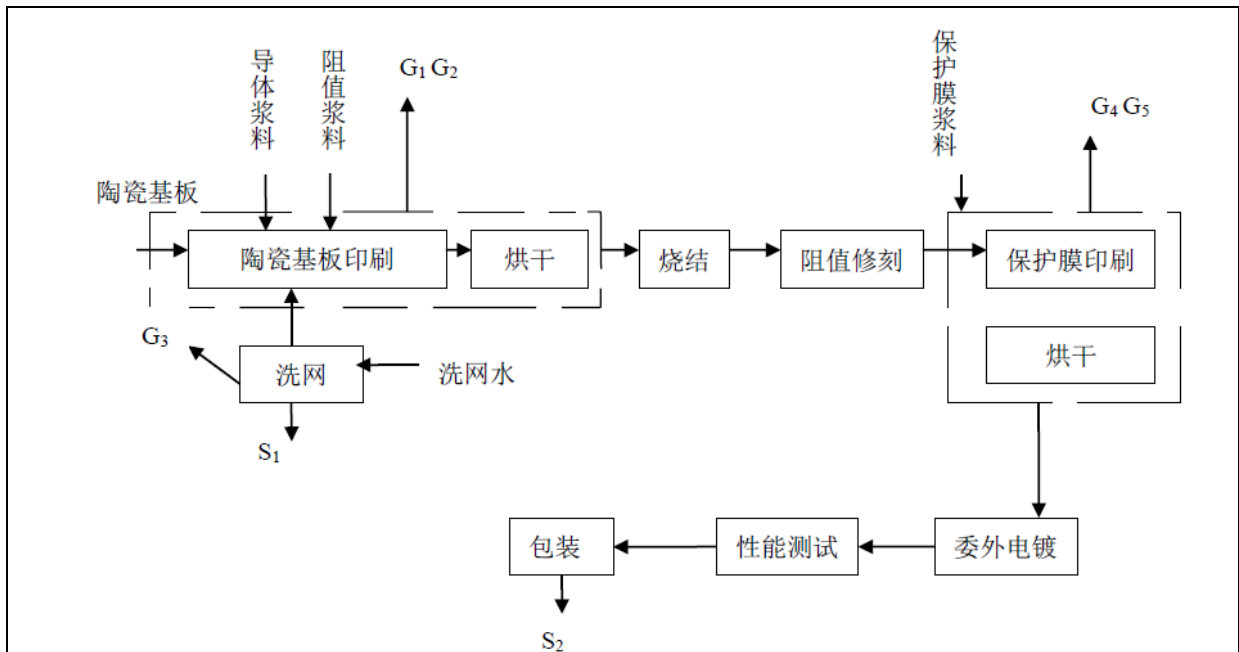 导体浆料
阻值浆料
G₁ G₂
保护膜浆料
G₄ G₅
陶瓷基板
陶瓷基板印刷
烘干
烧结
阻值修刻
保护膜印刷
烘干
G₃
洗网
洗网水
S₁
包装
性能测试
委外电镀
S₂